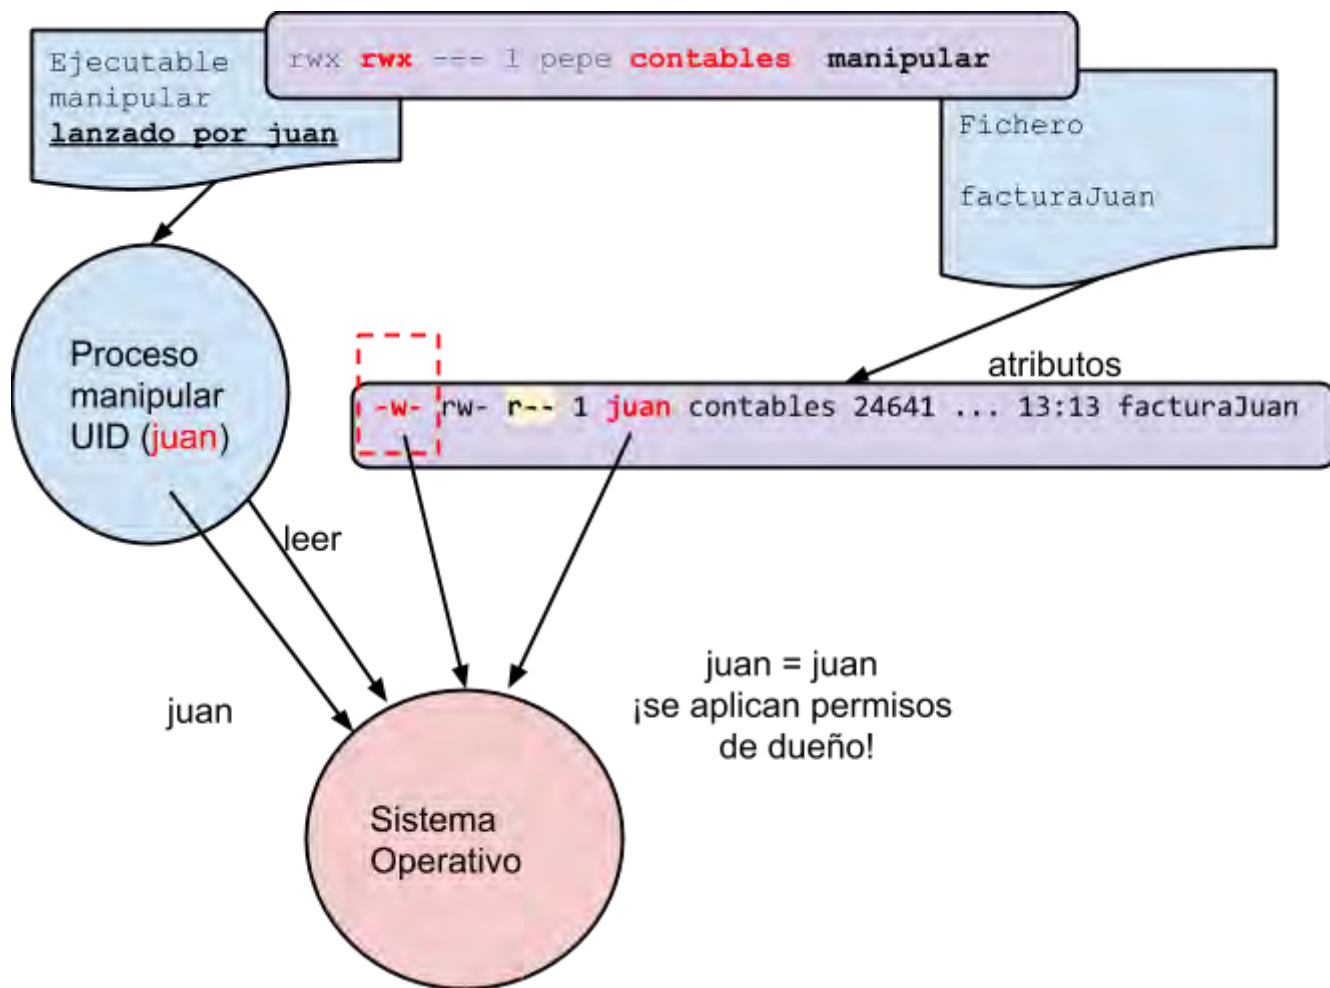 rwx rwx --- 1 pepe contables manipular
Ejecutable
manipular
lanzado por juan
Fichero
facturaJuan
Proceso
manipular
UID (juan)
atributos
-w- rw- r-- 1 juan contables 24641 ... 13:13 facturaJuan
leer
juan
juan = juan
¡se aplican permisos
de dueño!
Sistema
Operativo